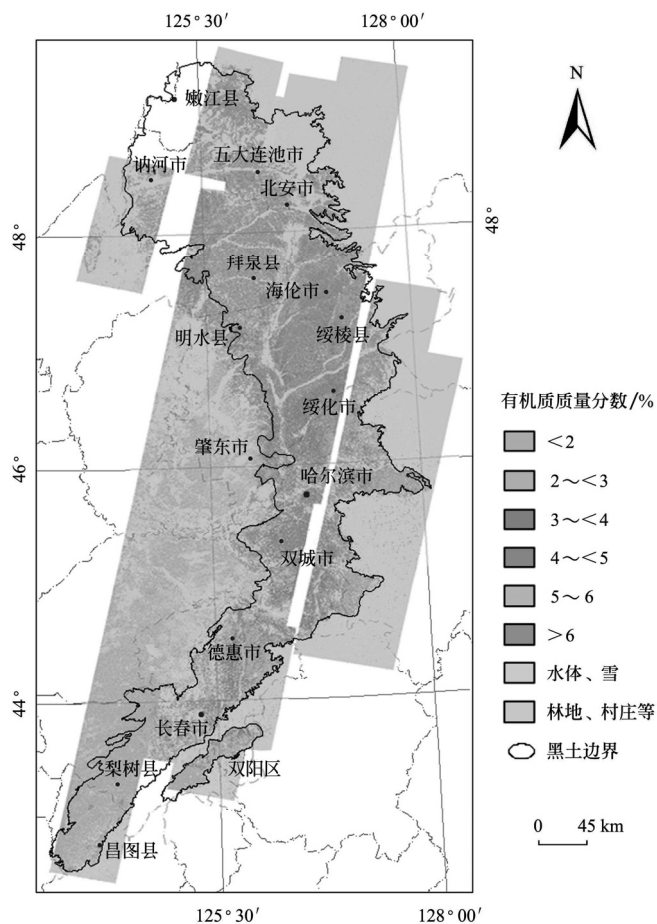 125°30′ 128°00′
N
嫩江县
讷河市
五大连池市
北安市
48°
48°
拜泉县
海伦市
明水县
绥棱县
绥化市
肇东市
46°
哈尔滨市
双城市
德惠市
44°
长春市
双阳区
梨树县
昌图县
125°30′ 128°00′
有机质质量分数/%
<2
2～<3
3～<4
4～<5
5～6
>6
水体、雪
林地、村庄等
黑土边界
0 45 km